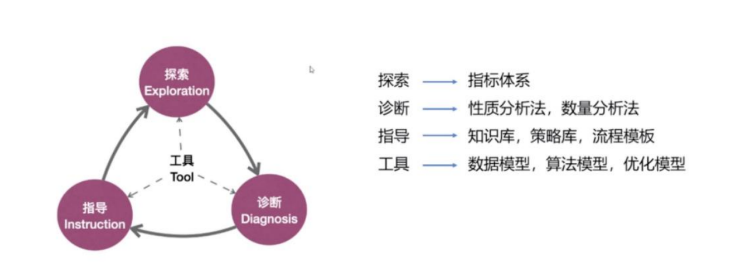 探索
Exploration
工具
Tool
指导
Instruction
诊断
Diagnosis
探索 → 指标体系
诊断 → 性质分析法，数量分析法
指导 → 知识库，策略库，流程模板
工具 → 数据模型，算法模型，优化模型